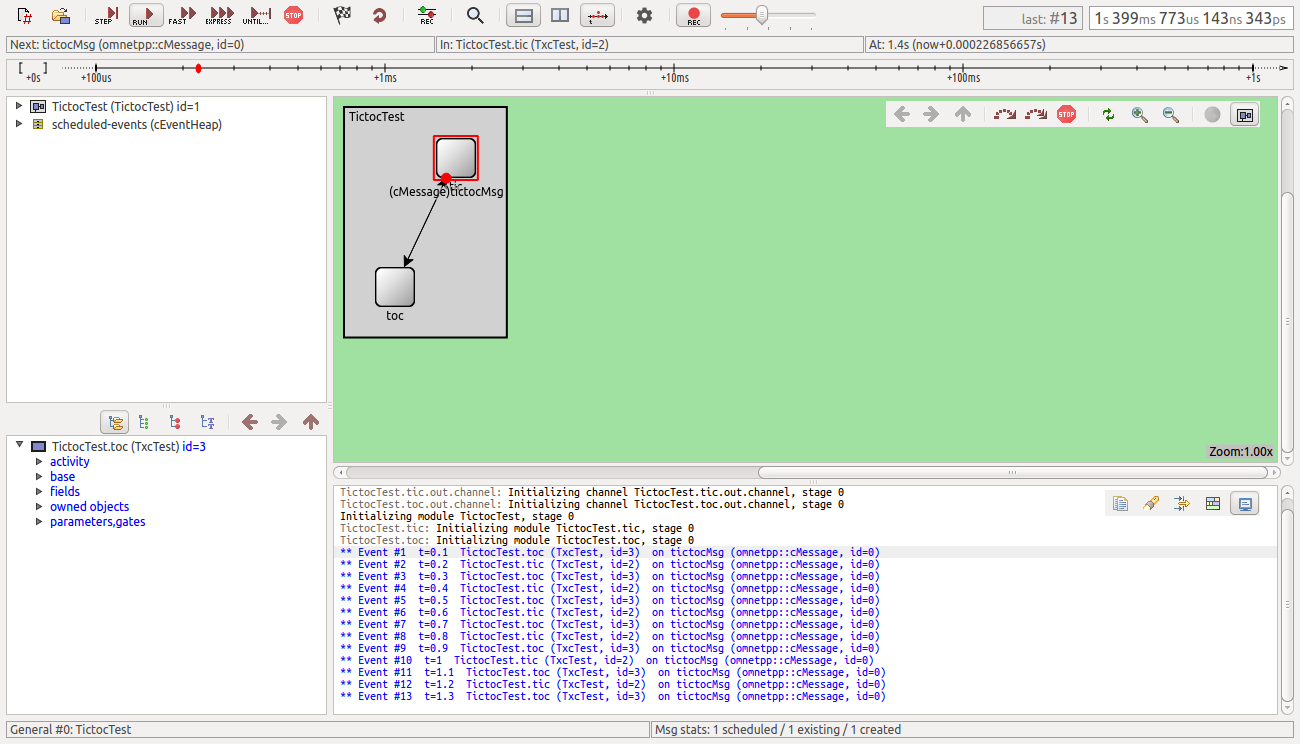 STEP RUN FAST EXPRESS UNTIL... STOP REC REC last: #13 1s 399ms 773us 143ns 343ps
Next: tictocMsg (omnetpp::cMessage, id=0) In: TictocTest.tic (TxcTest, id=2) At: 1.4s (now+0.000226856657s)
[ ]
+0s +100us +1ms +10ms +100ms +1s
TictocTest (TictocTest) id=1
scheduled-events (cEventHeap)
TictocTest
STOP
tic
(cMessage)tictocMsg
toc
Zoom:1.00x
TictocTest.toc (TxcTest) id=3
activity
base
fields
owned objects
parameters,gates
TictocTest.tic.out.channel: Initializing channel TictocTest.tic.out.channel, stage 0
TictocTest.toc.out.channel: Initializing channel TictocTest.toc.out.channel, stage 0
Initializing module TictocTest, stage 0
TictocTest.tic: Initializing module TictocTest.tic, stage 0
TictocTest.toc: Initializing module TictocTest.toc, stage 0
** Event #1  t=0.1  TictocTest.toc (TxcTest, id=3)  on tictocMsg (omnetpp::cMessage, id=0)
** Event #2  t=0.2  TictocTest.tic (TxcTest, id=2)  on tictocMsg (omnetpp::cMessage, id=0)
** Event #3  t=0.3  TictocTest.toc (TxcTest, id=3)  on tictocMsg (omnetpp::cMessage, id=0)
** Event #4  t=0.4  TictocTest.tic (TxcTest, id=2)  on tictocMsg (omnetpp::cMessage, id=0)
** Event #5  t=0.5  TictocTest.toc (TxcTest, id=3)  on tictocMsg (omnetpp::cMessage, id=0)
** Event #6  t=0.6  TictocTest.tic (TxcTest, id=2)  on tictocMsg (omnetpp::cMessage, id=0)
** Event #7  t=0.7  TictocTest.toc (TxcTest, id=3)  on tictocMsg (omnetpp::cMessage, id=0)
** Event #8  t=0.8  TictocTest.tic (TxcTest, id=2)  on tictocMsg (omnetpp::cMessage, id=0)
** Event #9  t=0.9  TictocTest.toc (TxcTest, id=3)  on tictocMsg (omnetpp::cMessage, id=0)
** Event #10  t=1  TictocTest.tic (TxcTest, id=2)  on tictocMsg (omnetpp::cMessage, id=0)
** Event #11  t=1.1  TictocTest.toc (TxcTest, id=3)  on tictocMsg (omnetpp::cMessage, id=0)
** Event #12  t=1.2  TictocTest.tic (TxcTest, id=2)  on tictocMsg (omnetpp::cMessage, id=0)
** Event #13  t=1.3  TictocTest.toc (TxcTest, id=3)  on tictocMsg (omnetpp::cMessage, id=0)
General #0: TictocTest Msg stats: 1 scheduled / 1 existing / 1 created